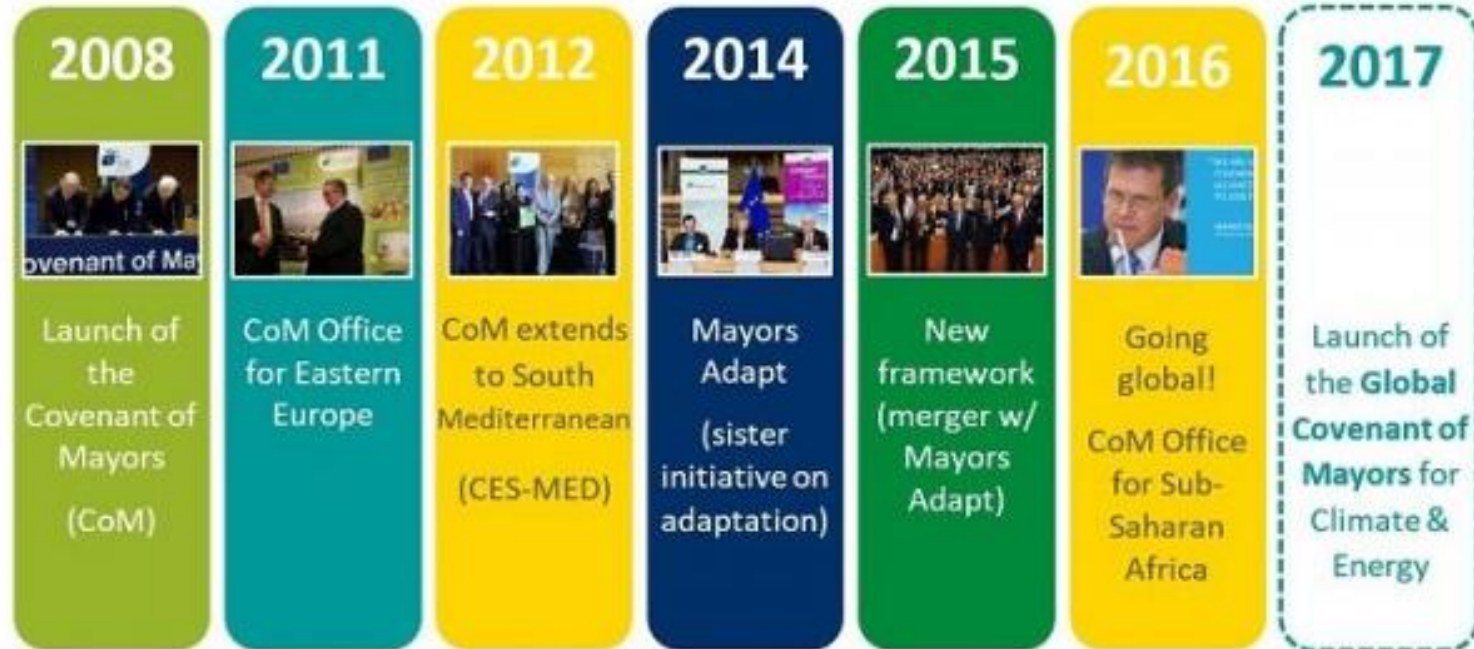 2008
ovenant of Ma
Launch of
the
Covenant of
Mayors
(CoM)
2011
CoM Office
for Eastern
Europe
2012
CoM extends
to South
Mediterranean
(CES-MED)
2014
Mayors
Adapt
(sister
initiative on
adaptation)
2015
New
framework
(merger w/
Mayors
Adapt)
2016
Going
global!
CoM Office
for Sub-
Saharan
Africa
2017
Launch of
the Global
Covenant of
Mayors for
Climate &
Energy